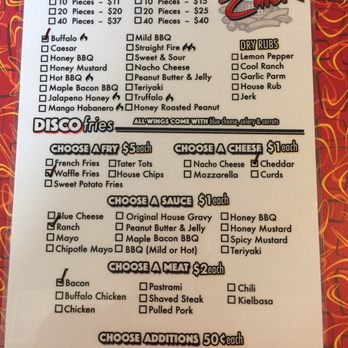 10 Pieces - $11
20 Pieces - $20
40 Pieces - $37
15 Pieces - $15
20 Pieces - $25
40 Pieces - $40
Buffalo
Caesar
Honey BBQ
Honey Mustard
Hot BBQ
Maple Bacon BBQ
Jalapeno Honey
Mango Habanero
Mild BBQ
Straight Fire
Sweet & Sour
Nacho Cheese
Peanut Butter & Jelly
Teriyaki
Truffalo
Honey Roasted Peanut
DRY RUBS
Lemon Pepper
Cool Ranch
Garlic Parm
House Rub
Jerk
DISCO fries
ALL WINGS COME WITH blue cheese, celery & carrots
CHOOSE A FRY $5 each
French Fries
Waffle Fries
Sweet Potato Fries
Tater Tots
House Chips
CHOOSE A CHEESE $1 each
Nacho Cheese
Mozzarella
Cheddar
Curds
CHOOSE A SAUCE $1 each
Blue Cheese
Ranch
Mayo
Chipotle Mayo
Original House Gravy
Peanut Butter & Jelly
Maple Bacon BBQ
BBQ (Mild or Hot)
Honey BBQ
Honey Mustard
Spicy Mustard
Teriyaki
CHOOSE A MEAT $2 each
Bacon
Buffalo Chicken
Chicken
Pastrami
Shaved Steak
Pulled Pork
Chili
Kielbasa
CHOOSE ADDITIONS 50¢ each